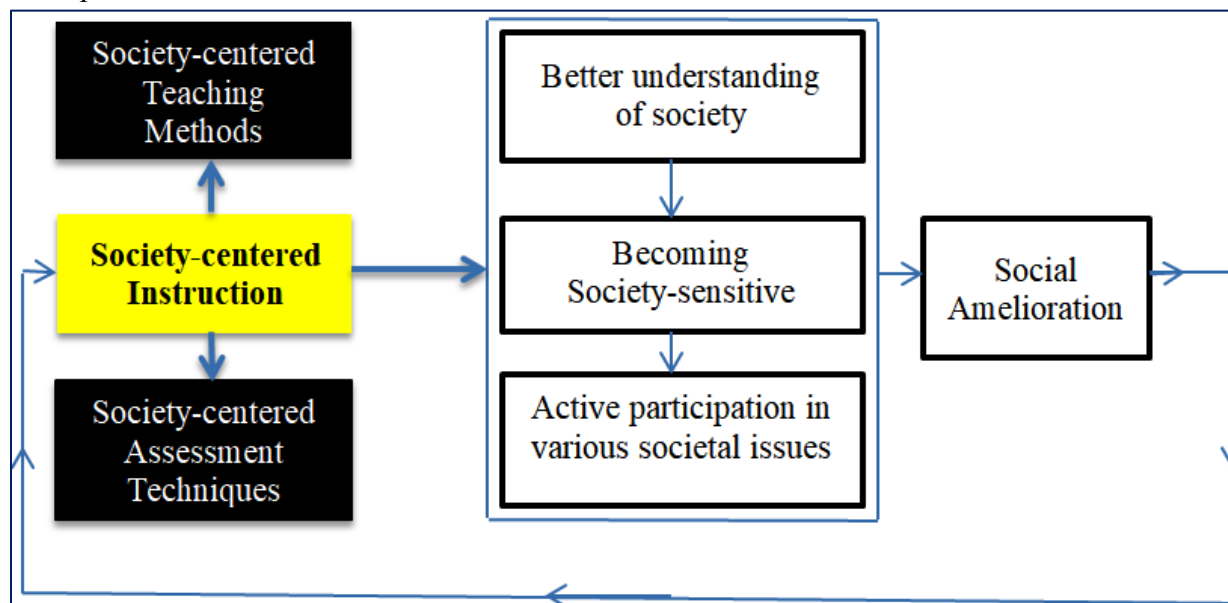 Society-centered
Teaching
Methods
Society-centered
Instruction
Society-centered
Assessment
Techniques
Better understanding
of society
Becoming
Society-sensitive
Active participation in
various societal issues
Social
Amelioration